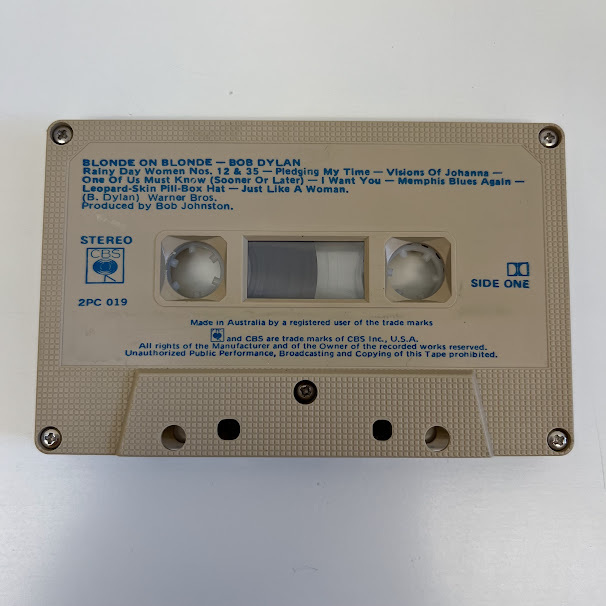 BLONDE ON BLONDE — BOB DYLAN
Rainy Day Women Nos. 12 & 35 — Pledging My Time — Visions Of Johanna —
One Of Us Must Know (Sooner Or Later) — I Want You — Memphis Blues Again —
Leopard-Skin Pill-Box Hat — Just Like A Woman.
(B. Dylan) Warner Bros.
Produced by Bob Johnston.
STEREO
CBS
2PC 019
SIDE ONE
Made in Australia by a registered user of the trade marks
and CBS are trade marks of CBS Inc., U.S.A.
All rights of the Manufacturer and of the Owner of the recorded works reserved.
Unauthorized Public Performance, Broadcasting and Copying of this Tape prohibited.